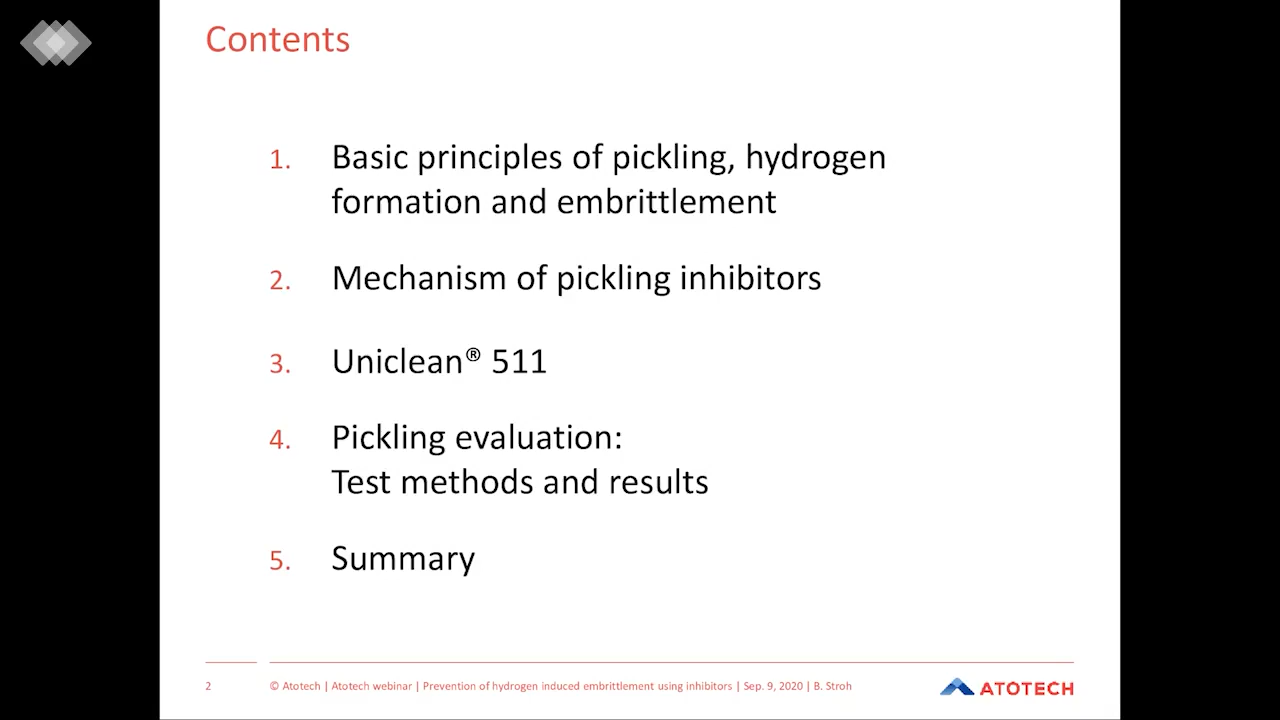 Contents
1. Basic principles of pickling, hydrogen
formation and embrittlement
2. Mechanism of pickling inhibitors
3. Uniclean® 511
4. Pickling evaluation:
Test methods and results
5. Summary
2 © Atotech | Atotech webinar | Prevention of hydrogen induced embrittlement using inhibitors | Sep. 9, 2020 | B. Stroh
ATOTECH